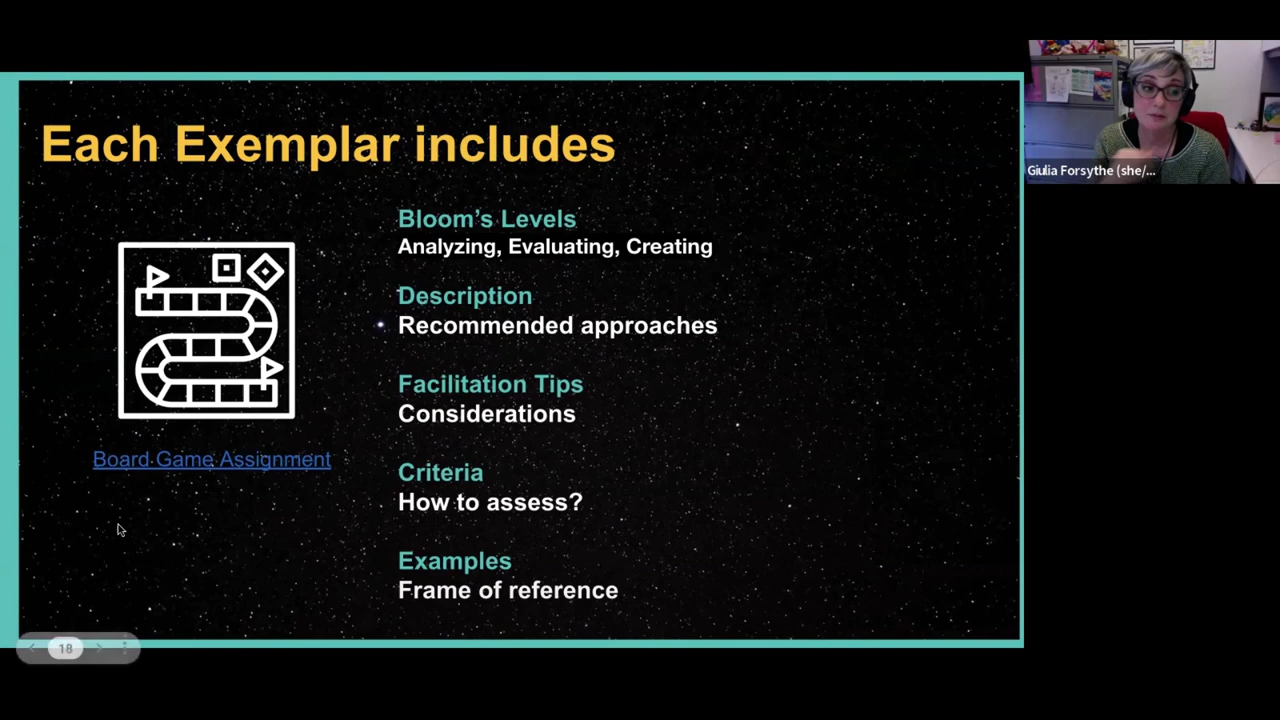 Each Exemplar includes
Bloom’s Levels
Analyzing, Evaluating, Creating
Description
Recommended approaches
Facilitation Tips
Considerations
Board Game Assignment
Criteria
How to assess?
Examples
Frame of reference
18
Giulia Forsythe (she/...